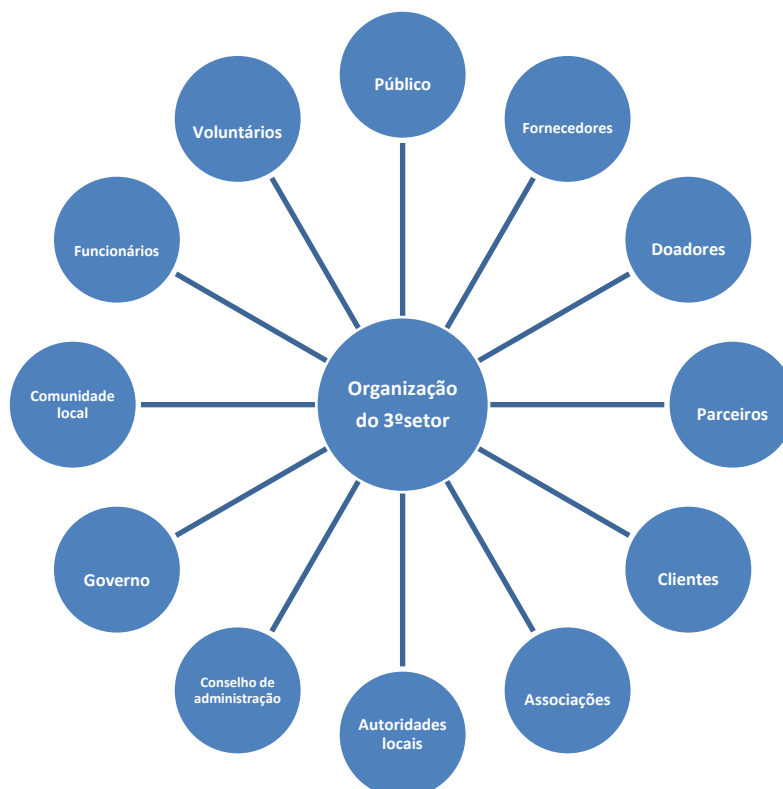 Público
Voluntários
Fornecedores
Funcionários
Doadores
Comunidade
local
Organização
do 3ºsetor
Parceiros
Governo
Clientes
Conselho de
administração
Associações
Autoridades
locais